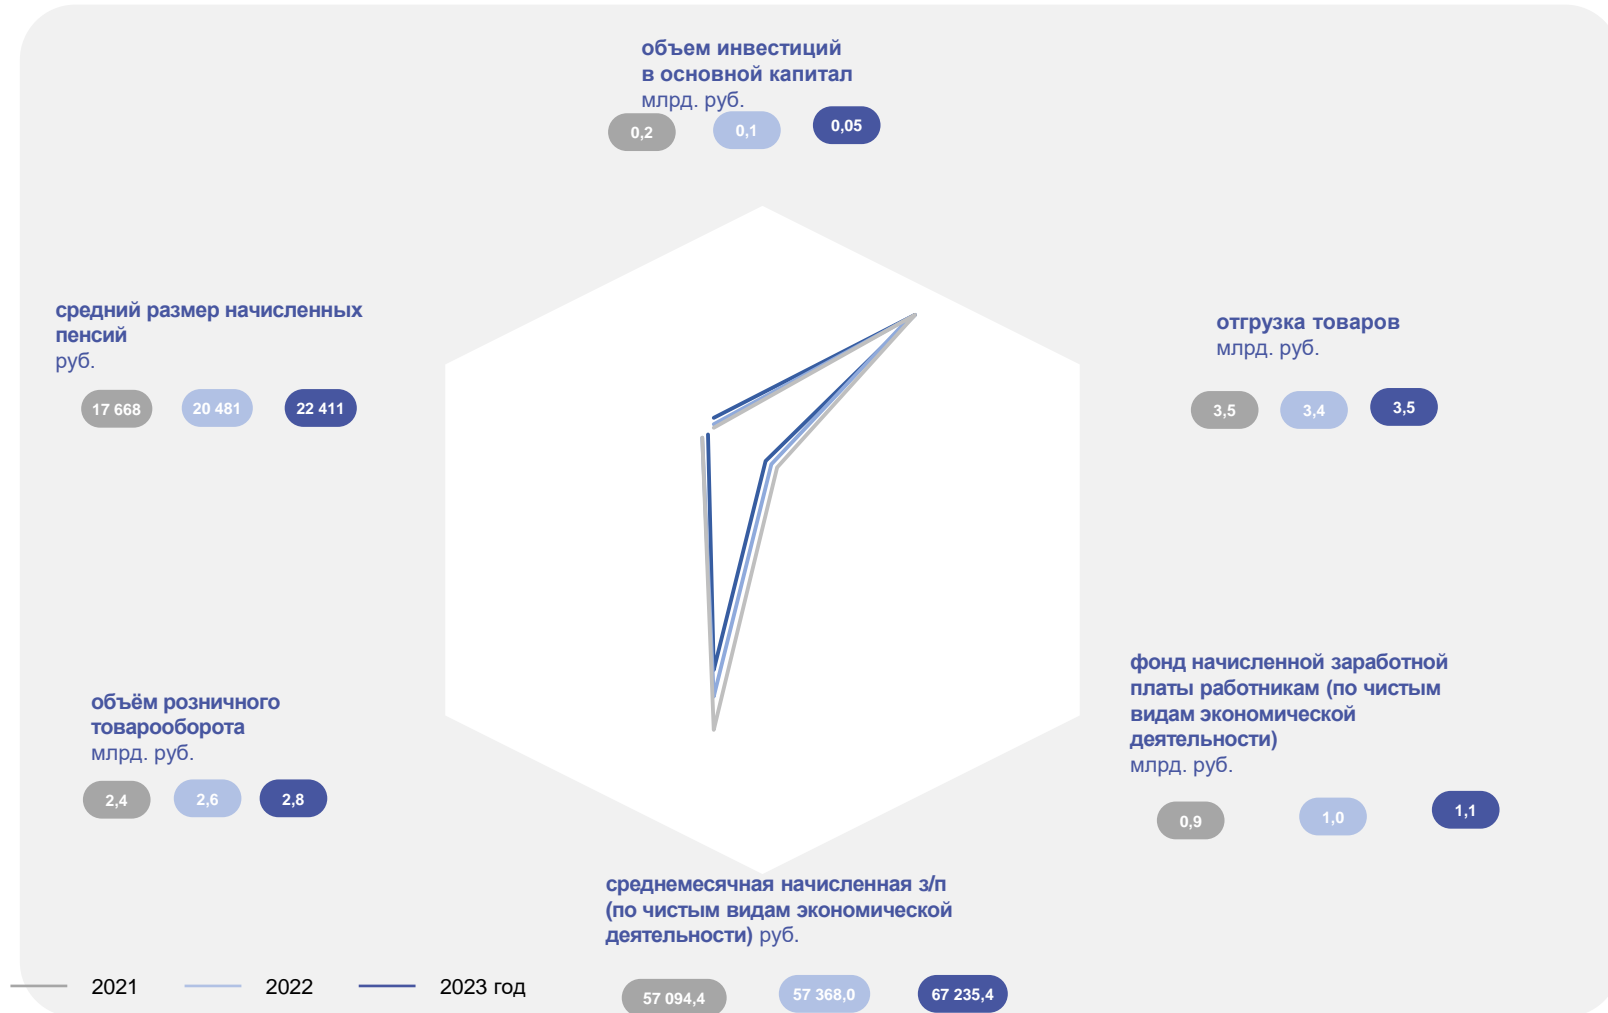 объем инвестиций
в основной капитал
млрд. руб.
0,2 0,1 0,05
средний размер начисленных
пенсий
руб.
17 668 20 481 22 411
отгрузка товаров
млрд. руб.
3,5 3,4 3,5
объём розничного
товарооборота
млрд. руб.
2,4 2,6 2,8
фонд начисленной заработной
платы работникам (по чистым
видам экономической
деятельности)
млрд. руб.
0,9 1,0 1,1
среднемесячная начисленная з/п
(по чистым видам экономической
деятельности) руб.
57 094,4 57 368,0 67 235,4
2021 2022 2023 год